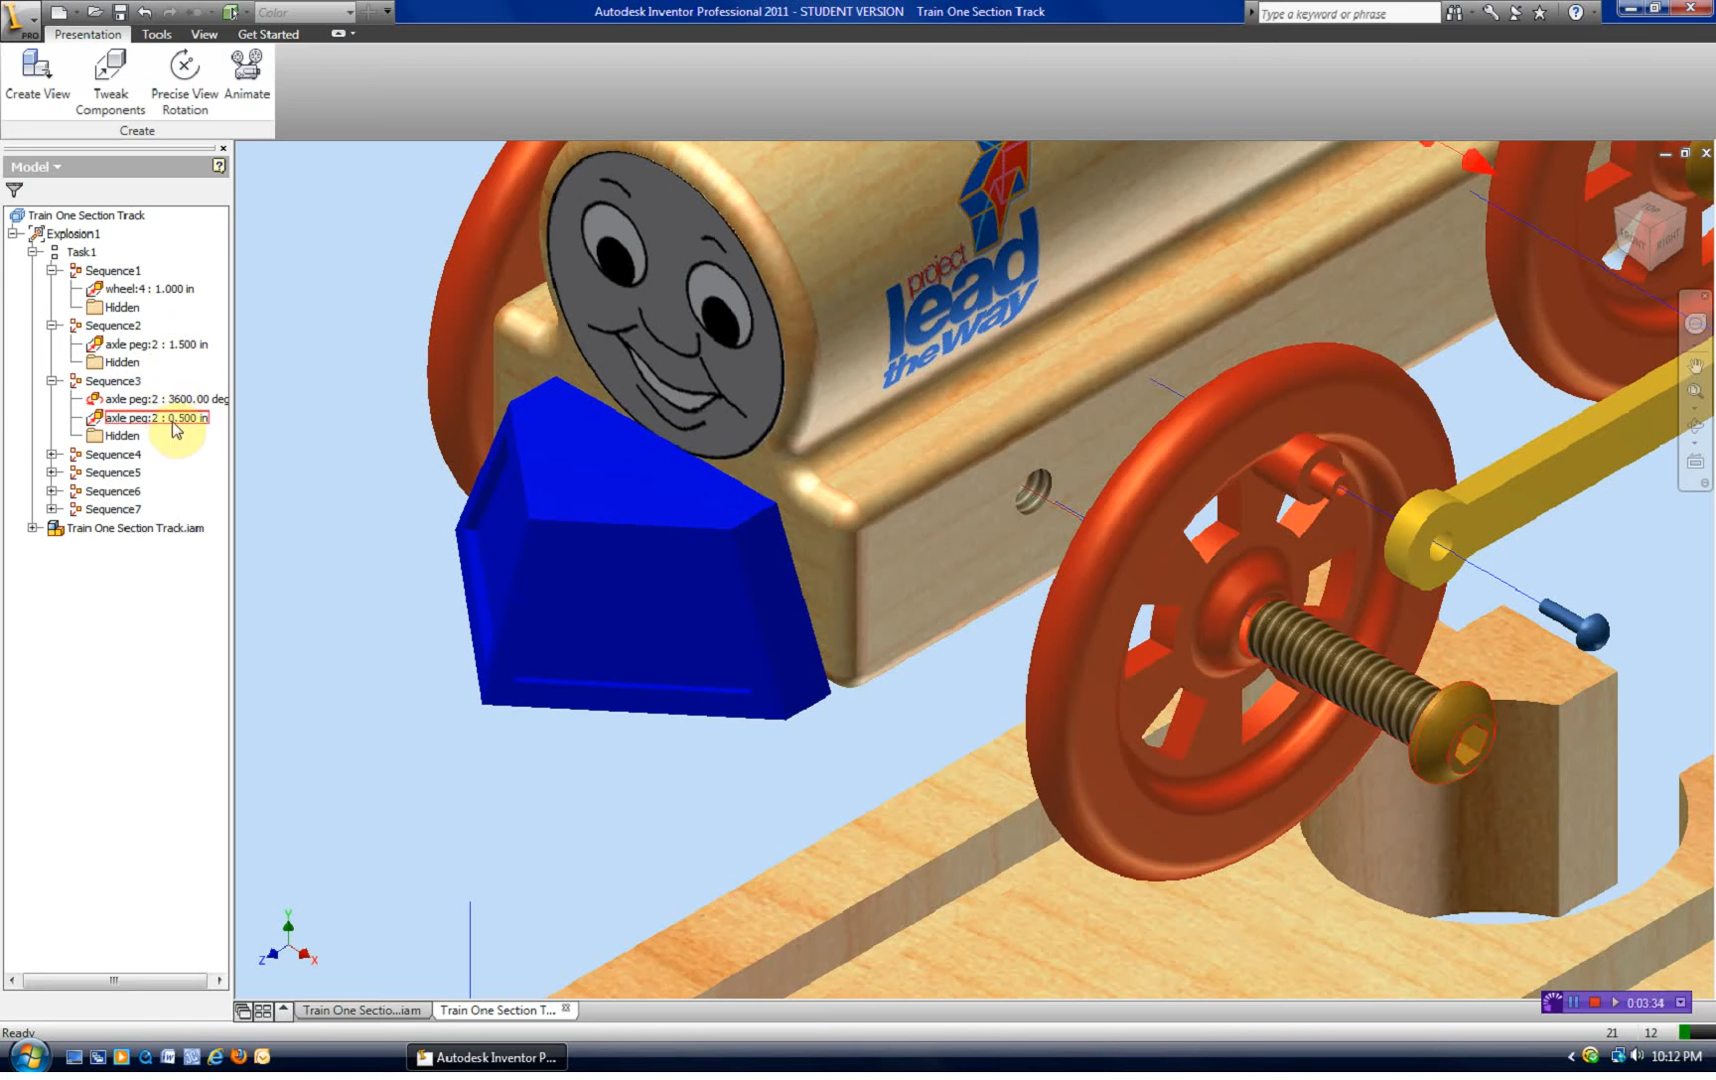 Color
Autodesk Inventor Professional 2011 - STUDENT VERSION Train One Section Track
Type a keyword or phrase
PRO
Presentation Tools View Get Started
Create View
Tweak Components
Precise View Rotation
Animate
Create
Model
Train One Section Track
Explosion1
Task1
Sequence1
wheel:4 : 1.000 in
Hidden
Sequence2
axle peg:2 : 1.500 in
Hidden
Sequence3
axle peg:2 : 3600.00 deg
axle peg:2 : 0.500 in
Hidden
Sequence4
Sequence5
Sequence6
Sequence7
Train One Section Track.iam
project
lead
the way
TOP
FRONT
RIGHT
Y
Z
X
Train One Sectio...iam
Train One Section T...
0:03:34
Ready
21 12
Autodesk Inventor P...
10:12 PM